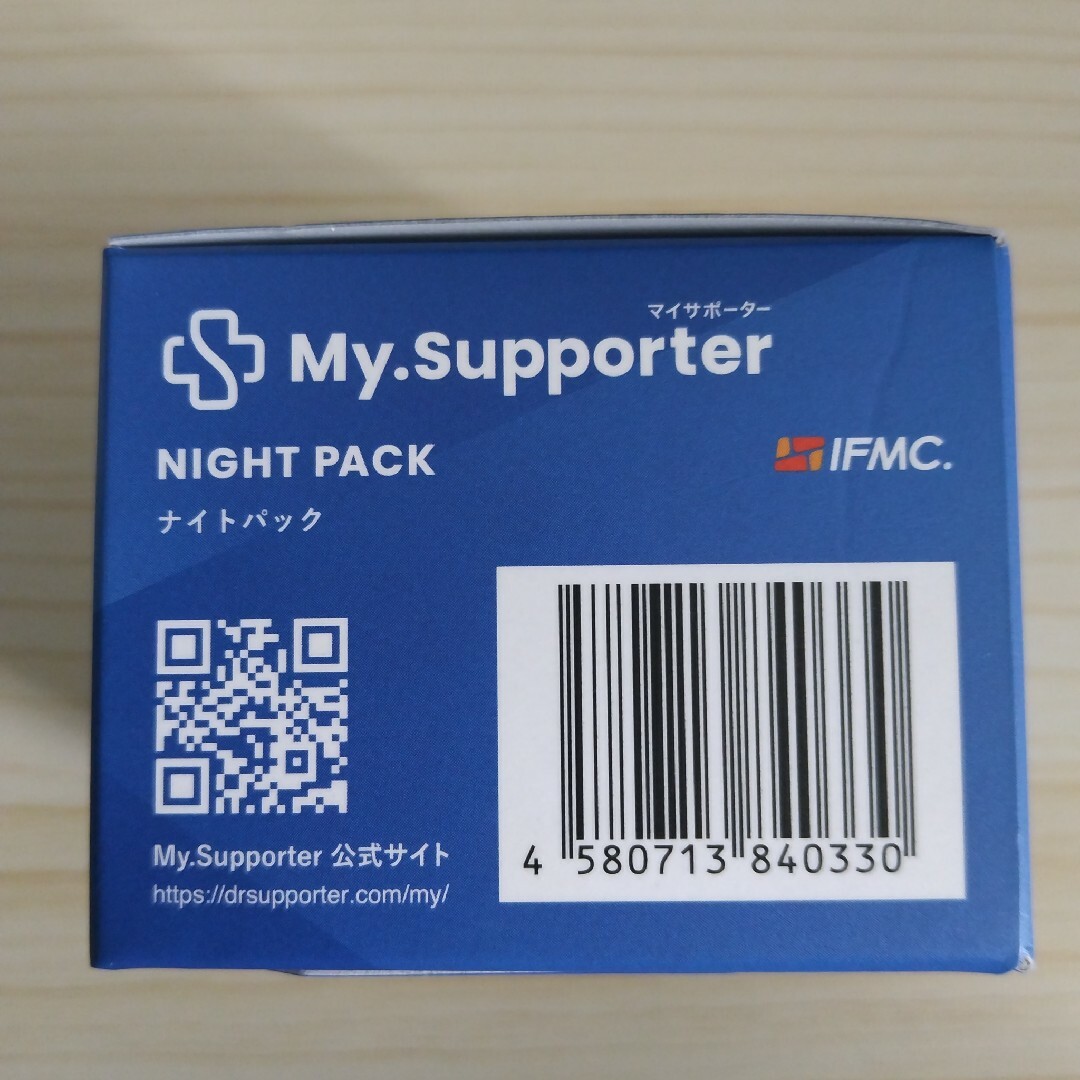 マイサポーター
My.Supporter
NIGHT PACK
IFMC.
ナイトパック
My.Supporter 公式サイト
https://drsupporter.com/my/
4 580713 840330